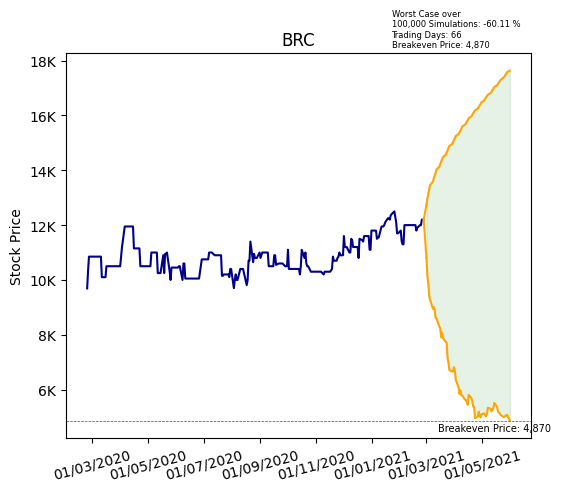 Worst Case over
100,000 Simulations: -60.11 %
Trading Days: 66
Breakeven Price: 4,870
BRC
Stock Price
18K
16K
14K
12K
10K
8K
6K
Breakeven Price: 4,870
01/03/2020
01/05/2020
01/07/2020
01/09/2020
01/11/2020
01/01/2021
01/03/2021
01/05/2021